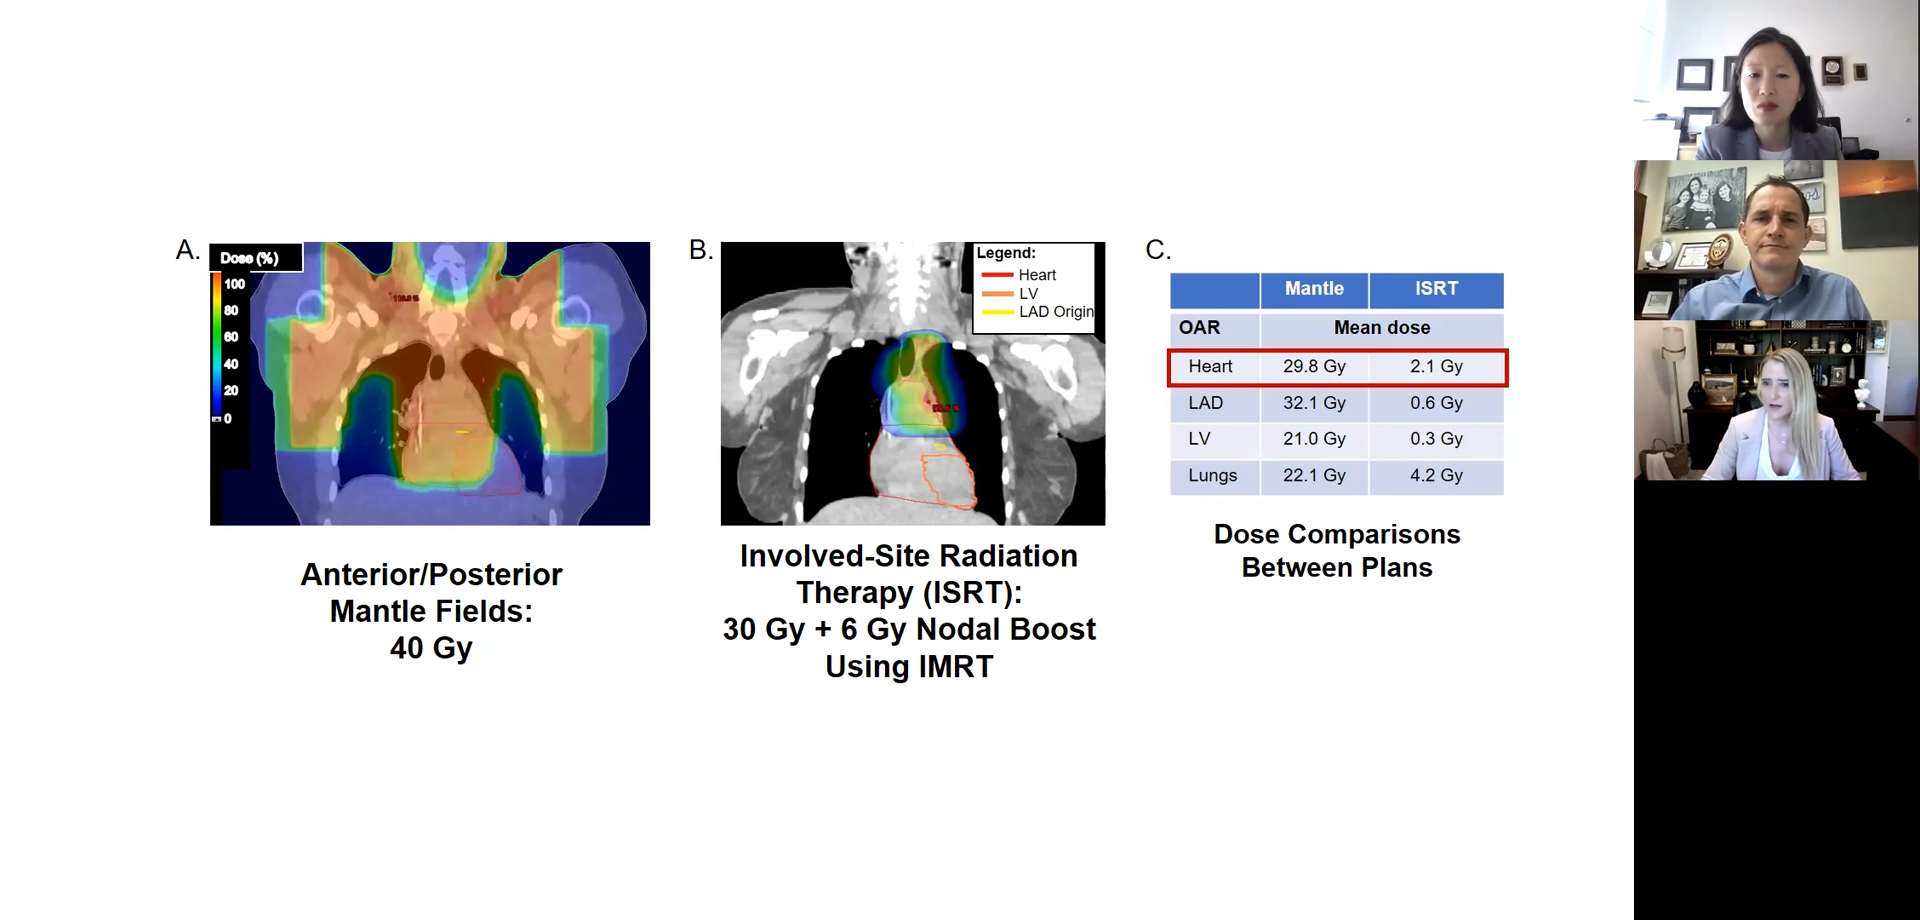 A.
Dose (%)
100
80
60
40
20
0
Anterior/Posterior
Mantle Fields:
40 Gy
B.
Legend:
Heart
LV
LAD Origin
Involved-Site Radiation
Therapy (ISRT):
30 Gy + 6 Gy Nodal Boost
Using IMRT
C.
Mantle ISRT
OAR Mean dose
Heart 29.8 Gy 2.1 Gy
LAD 32.1 Gy 0.6 Gy
LV 21.0 Gy 0.3 Gy
Lungs 22.1 Gy 4.2 Gy
Dose Comparisons
Between Plans